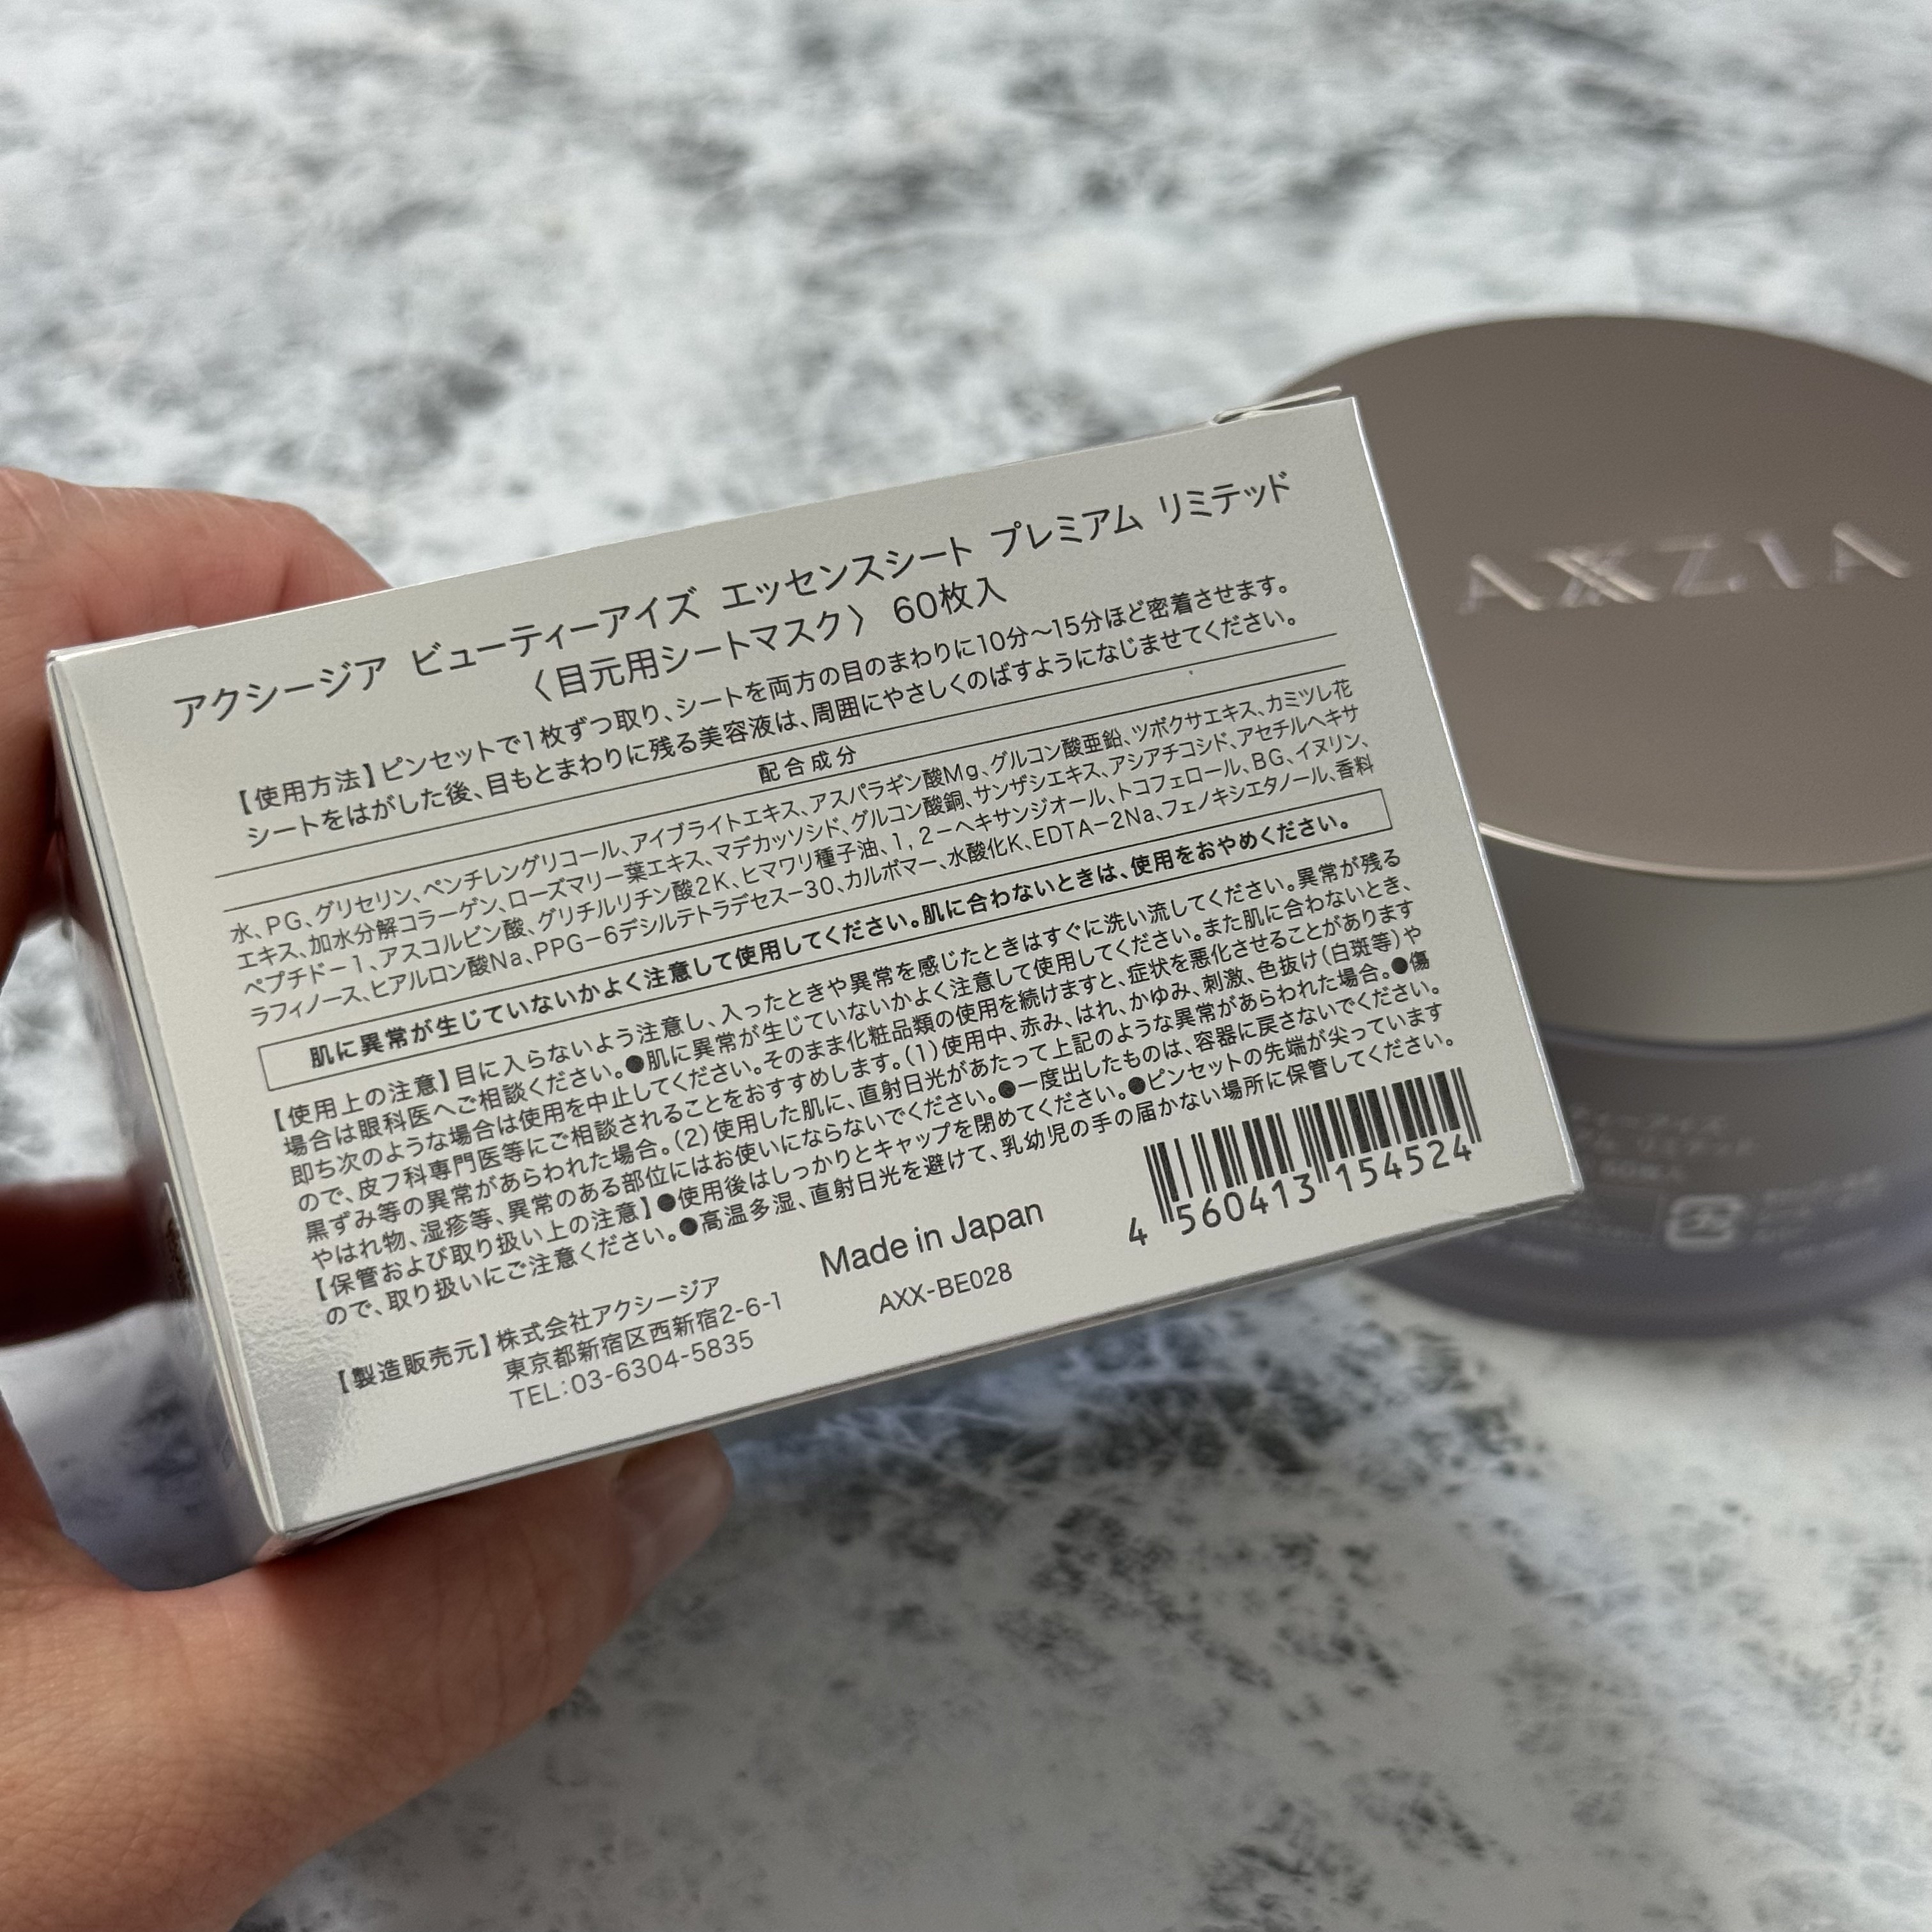 アクシージア ビューティーアイズ エッセンスシート プレミアム リミテッド
〈目元用シートマスク〉 60枚入
【使用方法】ピンセットで1枚ずつ取り、シートを両方の目のまわりに10分～15分ほど密着させます。
シートをはがした後、目もとまわりに残る美容液は、周囲にやさしくのばすようになじませてください。
配合成分
水、PG、グリセリン、ペンチレングリコール、アイブライトエキス、アスパラギン酸Mg、グルコン酸亜鉛、ツボクサエキス、カミツレ花
エキス、加水分解コラーゲン、ローズマリー葉エキス、マデカッソシド、グルコン酸銅、サンザシエキス、アシアチコシド、アセチルヘキサ
ペプチド－1、アスコルビン酸、グリチルリチン酸2K、ヒマワリ種子油、1,2－ヘキサンジオール、トコフェロール、BG、イヌリン、
ラフィノース、ヒアルロン酸Na、PPG－6デシルテトラデセス－30、カルボマー、水酸化K、EDTA－2Na、フェノキシエタノール、香料
肌に異常が生じていないかよく注意して使用してください。肌に合わないときは、使用をおやめください。
【使用上の注意】目に入らないよう注意し、入ったときや異常を感じたときはすぐに洗い流してください。異常が残る
場合は眼科医へご相談ください。●肌に異常が生じていないかよく注意して使用してください。また肌に合わないとき、
即ち次のような場合は使用を中止してください。そのまま化粧品類の使用を続けますと、症状を悪化させることがあります
ので、皮フ科専門医等にご相談されることをおすすめします。(1)使用中、赤み、はれ、かゆみ、刺激、色抜け(白斑等)や
黒ずみ等の異常があらわれた場合。(2)使用した肌に、直射日光があたって上記のような異常があらわれた場合。●傷
やはれ物、湿疹等、異常のある部位にはお使いにならないでください。●一度出したものは、容器に戻さないでください。
【保管および取り扱い上の注意】●使用後はしっかりとキャップを閉めてください。●ピンセットの先端が尖っています
ので、取り扱いにご注意ください。●高温多湿、直射日光を避けて、乳幼児の手の届かない場所に保管してください。
【製造販売元】株式会社アクシージア
東京都新宿区西新宿2-6-1
TEL:03-6304-5835
Made in Japan
AXX-BE028
4 560413 154524
AXXZIA